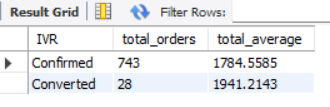 Result Grid Filter Rows:
IVR total_orders total_average
Confirmed 743 1784.5585
Converted 28 1941.2143